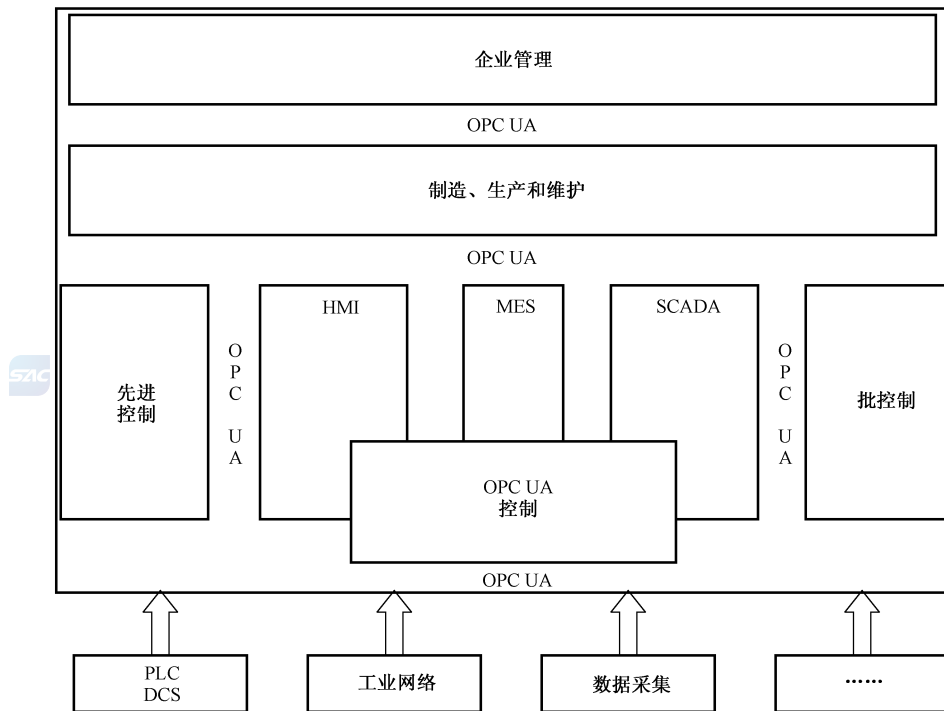 企业管理
OPC UA
制造、生产和维护
OPC UA
HMI
MES
SCADA
先进
控制
O
P
C
U
A
O
P
C
U
A
批控制
OPC UA
控制
OPC UA
PLC
DCS
工业网络
数据采集
……
SAC